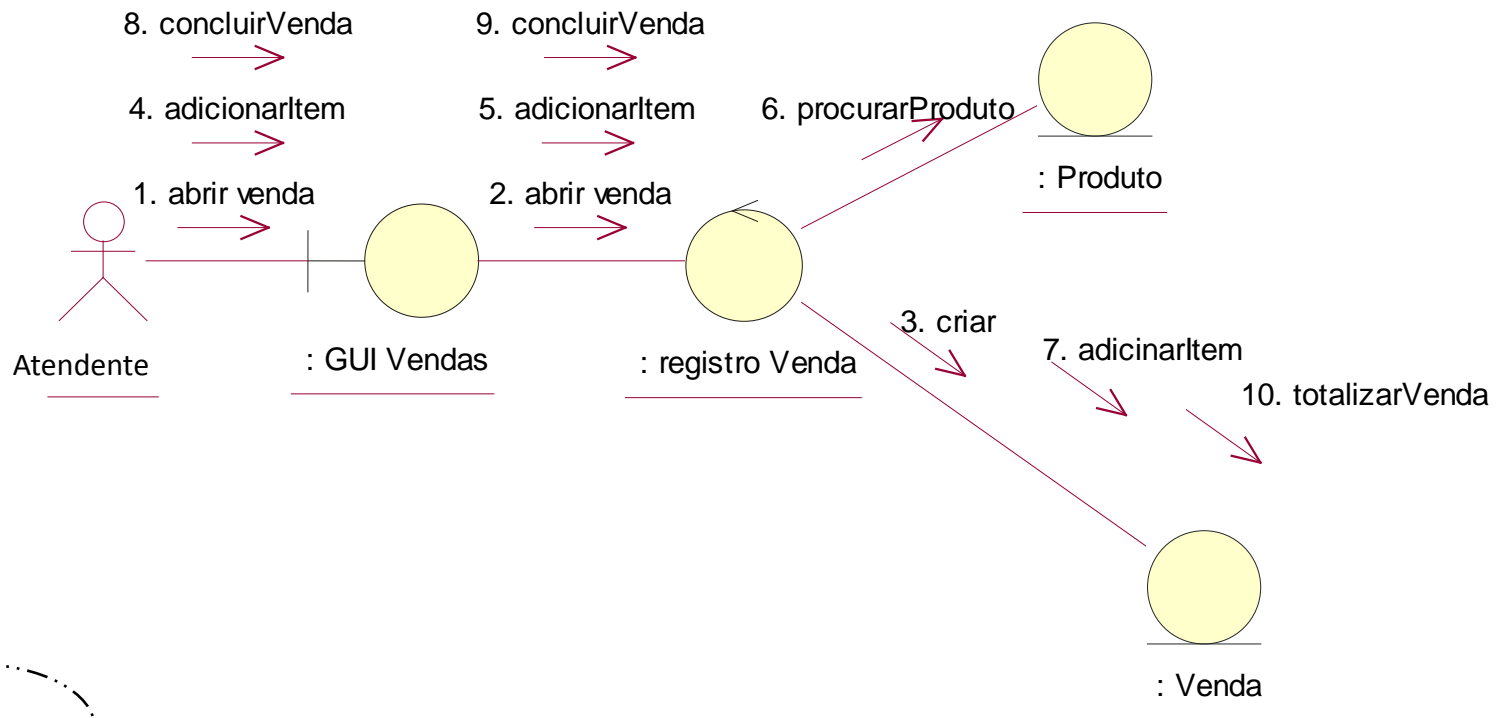 8. concluirVenda
9. concluirVenda
4. adicionarItem
5. adicionarItem
6. procurarProduto
1. abrir venda
2. abrir venda
: Produto
3. criar
7. adicinarItem
Atendente
: GUI Vendas
: registro Venda
10. totalizarVenda
: Venda